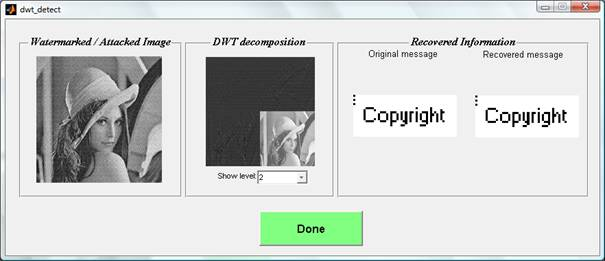 dwt_detect
Watermarked / Attacked Image
DWT decomposition
Recovered Information
Original message
Recovered message
Copyright
Copyright
Show level:
2
Done